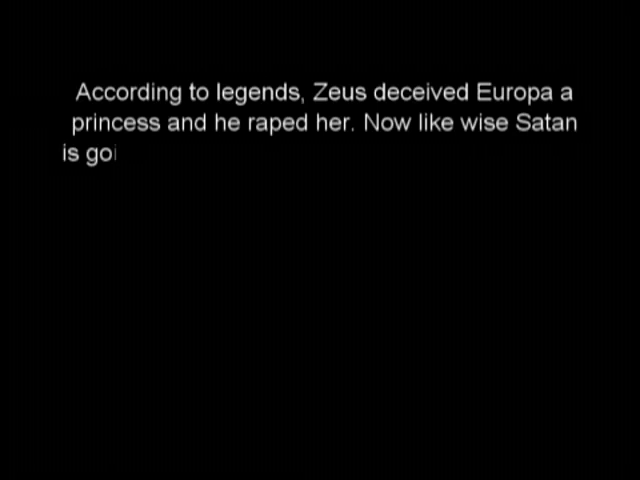 According to legends, Zeus deceived Europa a
princess and he raped her. Now like wise Satan
is goi